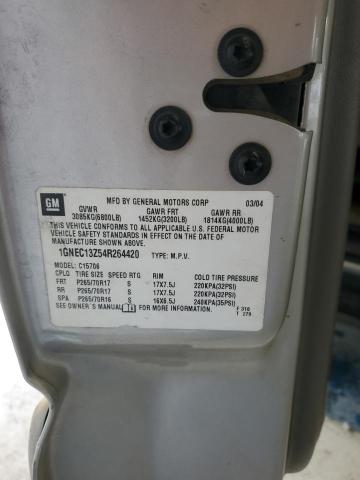 GM
MFD BY GENERAL MOTORS CORP 03/04
GVWR GAWR FRT GAWR RR
3085KG(6800LB) 1452KG(3200LB) 1814KG(4000LB)
THIS VEHICLE CONFORMS TO ALL APPLICABLE U.S. FEDERAL MOTOR
VEHICLE SAFETY STANDARDS IN EFFECT ON THE DATE OF
MANUFACTURE SHOWN ABOVE.
1GNEC13Z54R264420 TYPE: M.P.V.
MODEL: C15706
CPLQ TIRE SIZE SPEED RTG RIM COLD TIRE PRESSURE
FRT P265/70R17 S 17X7.5J 220KPA(32PSI)
RR P265/70R17 S 17X7.5J 220KPA(32PSI)
SPA P265/70R16 S 16X6.5J 240KPA(35PSI)
SEE OWNER'S MANUAL FOR MORE INFORMATION
F 310
T 279